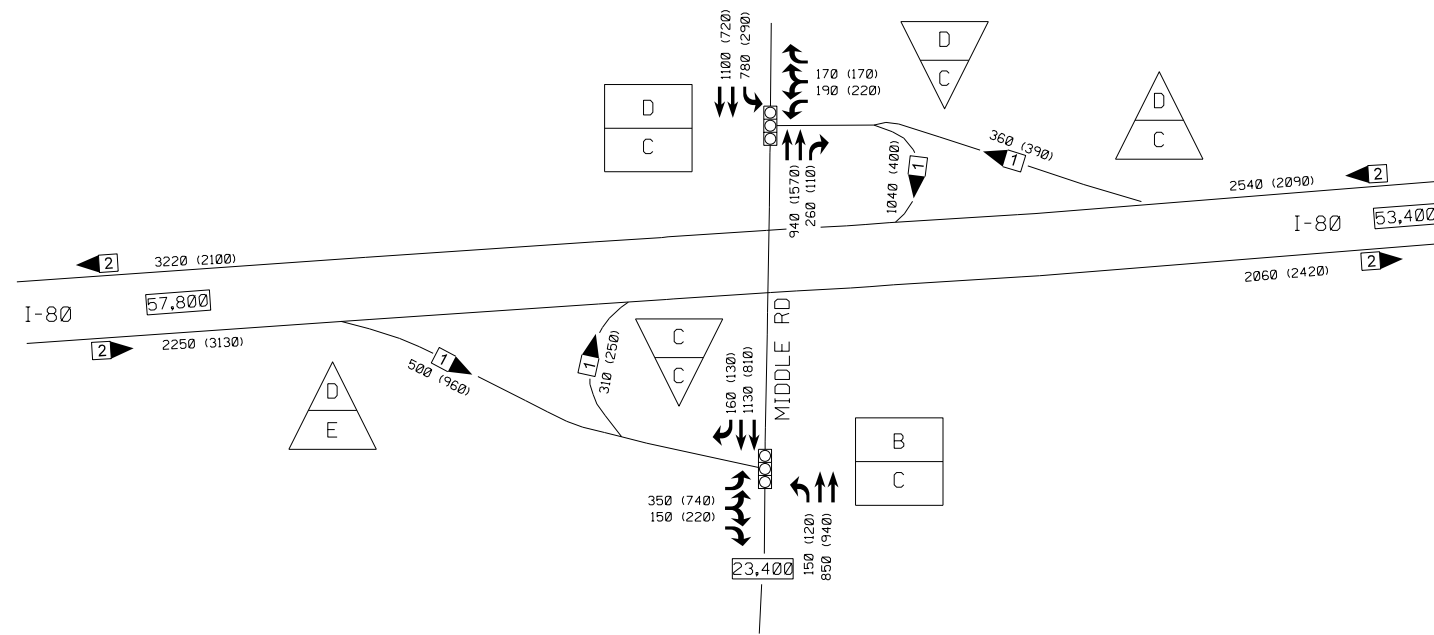 1100 (720)
780 (290)
170 (170)
190 (220)
D
C
D
C
D
C
360 (390)
1
1
1040 (400)
940 (1570)
260 (110)
2540 (2090)
2
I-80
53,400
2
3220 (2100)
2060 (2420)
2
57,800
I-80
2
2250 (3130)
1
500 (960)
1
310 (250)
C
C
MIDDLE RD
160 (130)
1130 (810)
D
E
B
C
350 (740)
150 (220)
150 (120)
850 (940)
23,400